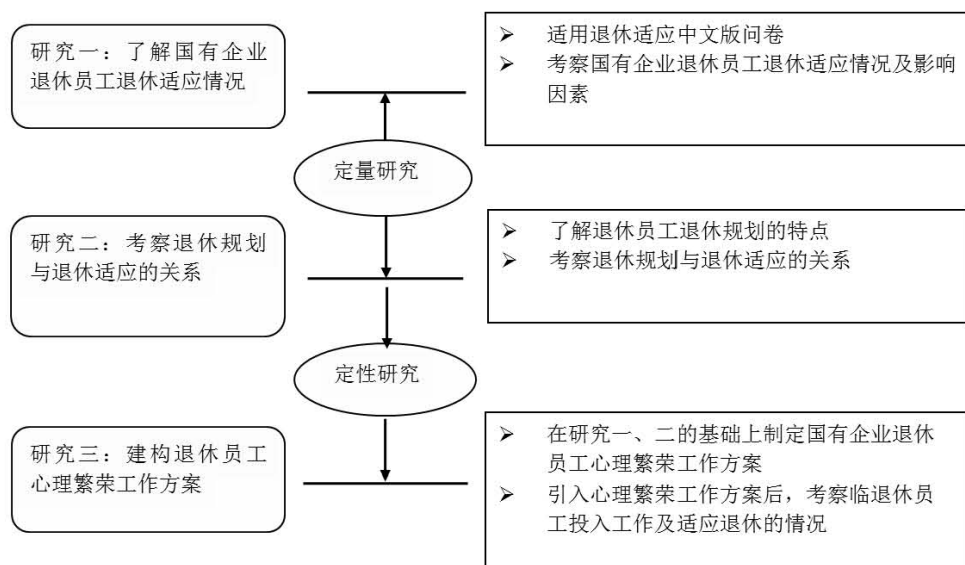 研究一：了解国有企业
退休员工退休适应情况
➢ 适用退休适应中文版问卷
➢ 考察国有企业退休员工退休适应情况及影响
因素
定量研究
研究二：考察退休规划
与退休适应的关系
➢ 了解退休员工退休规划的特点
➢ 考察退休规划与退休适应的关系
定性研究
研究三：建构退休员工
心理繁荣工作方案
➢ 在研究一、二的基础上制定国有企业退休
员工心理繁荣工作方案
➢ 引入心理繁荣工作方案后，考察临退休员
工投入工作及适应退休的情况